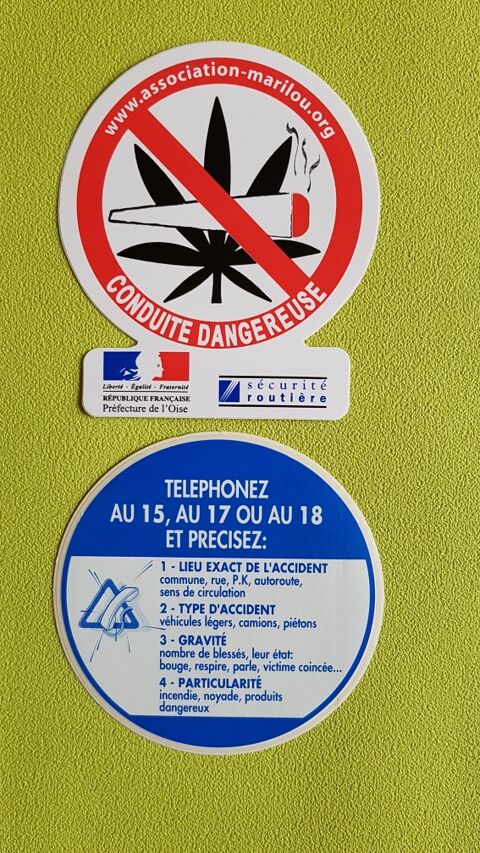 www.association-marilou.org
CONDUITE DANGEREUSE
Liberté • Égalité • Fraternité
RÉPUBLIQUE FRANÇAISE
Préfecture de l'Oise
sécurité
routière
TELEPHONEZ
AU 15, AU 17 OU AU 18
ET PRECISEZ:
1 - LIEU EXACT DE L'ACCIDENT
commune, rue, P.K, autoroute,
sens de circulation
2 - TYPE D'ACCIDENT
véhicules légers, camions, piétons
3 - GRAVITÉ
nombre de blessés, leur état:
bouge, respire, parle, victime coincée...
4 - PARTICULARITÉ
incendie, noyade, produits
dangereux